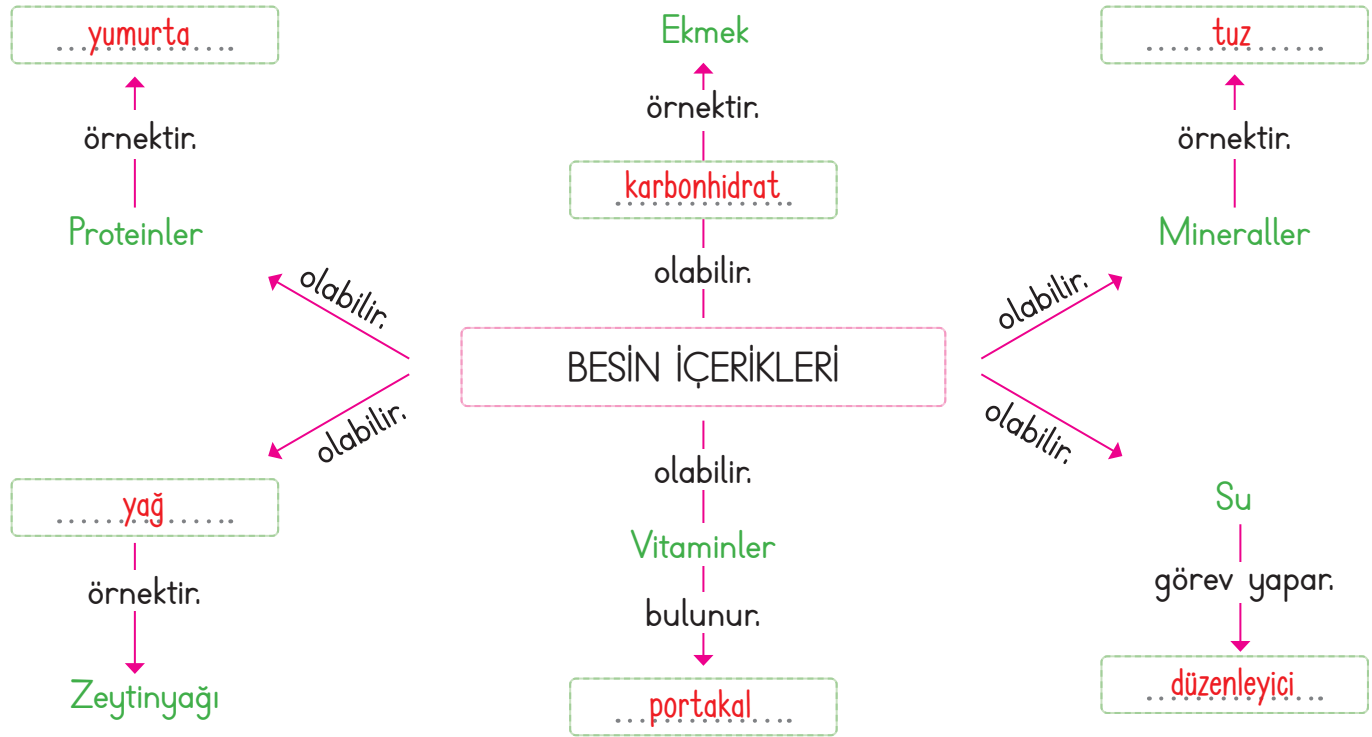 yumurta
Ekmek
tuz
örnektir.
örnektir.
örnektir.
karbonhidrat
Proteinler
Mineraller
olabilir.
olabilir.
olabilir.
BESİN İÇERİKLERİ
olabilir.
olabilir.
olabilir.
yağ
Su
Vitaminler
örnektir.
görev yapar.
bulunur.
Zeytinyağı
portakal
düzenleyici